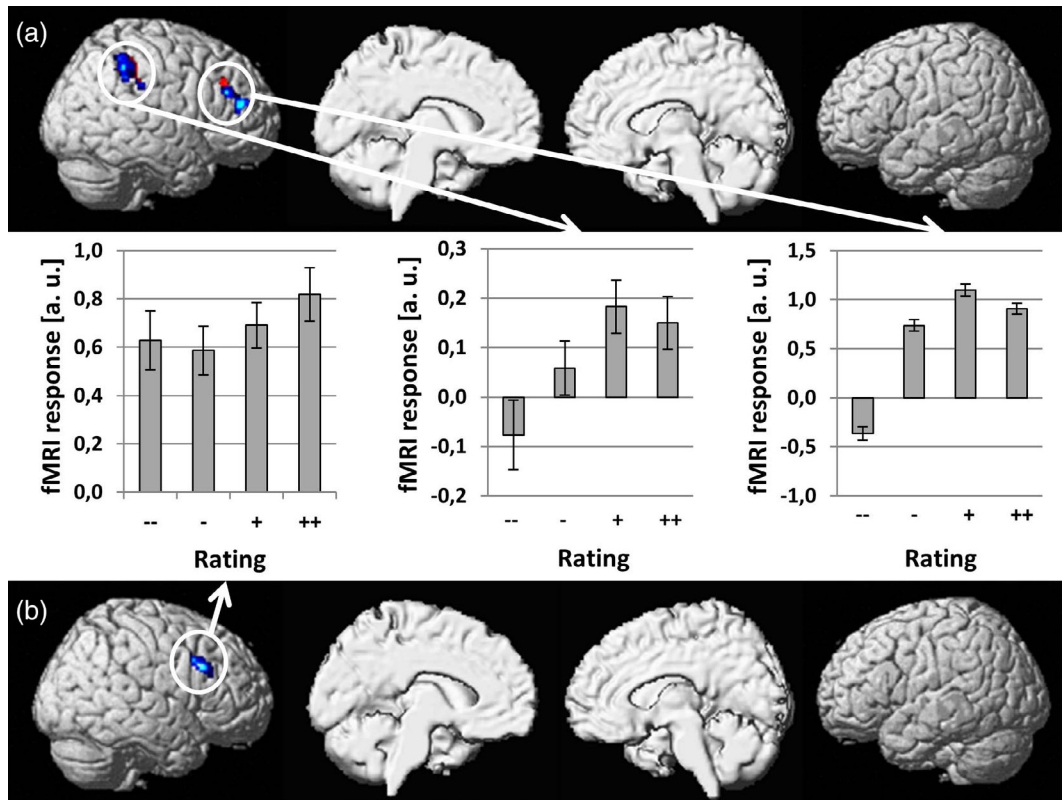 (a)
fMRI response [a. u.]
1,0
0,8
0,6
0,4
0,2
0,0
-- - + ++
Rating
fMRI response [a. u.]
0,3
0,2
0,1
0,0
-0,1
-0,2
-- - + ++
Rating
fMRI response [a. u.]
1,5
1,0
0,5
0,0
-0,5
-1,0
-- - + ++
Rating
(b)